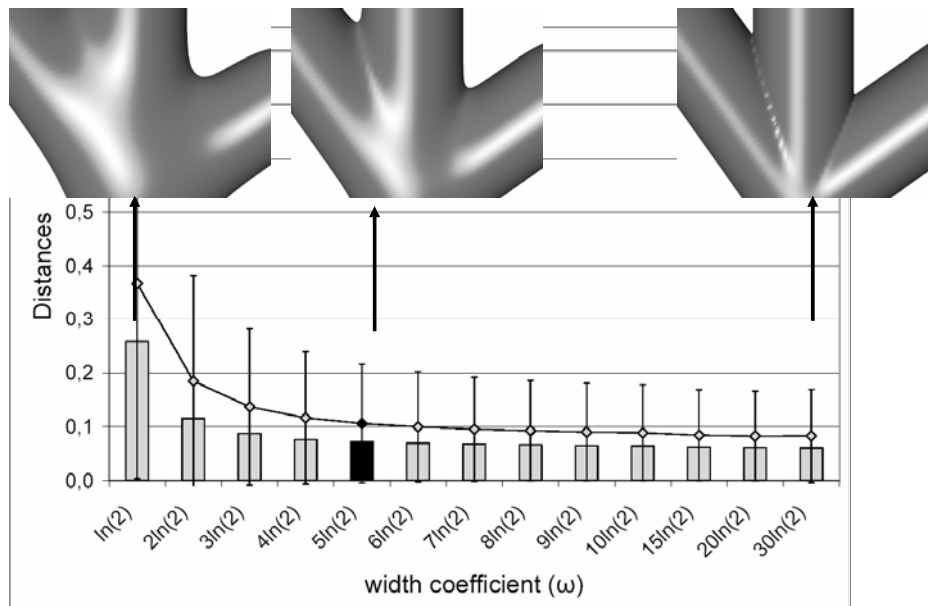 0,5
0,4
0,3
0,2
0,1
0,0
Distances
ln(2)
2ln(2)
3ln(2)
4ln(2)
5ln(2)
6ln(2)
7ln(2)
8ln(2)
9ln(2)
10ln(2)
15ln(2)
20ln(2)
30ln(2)
width coefficient (ω)